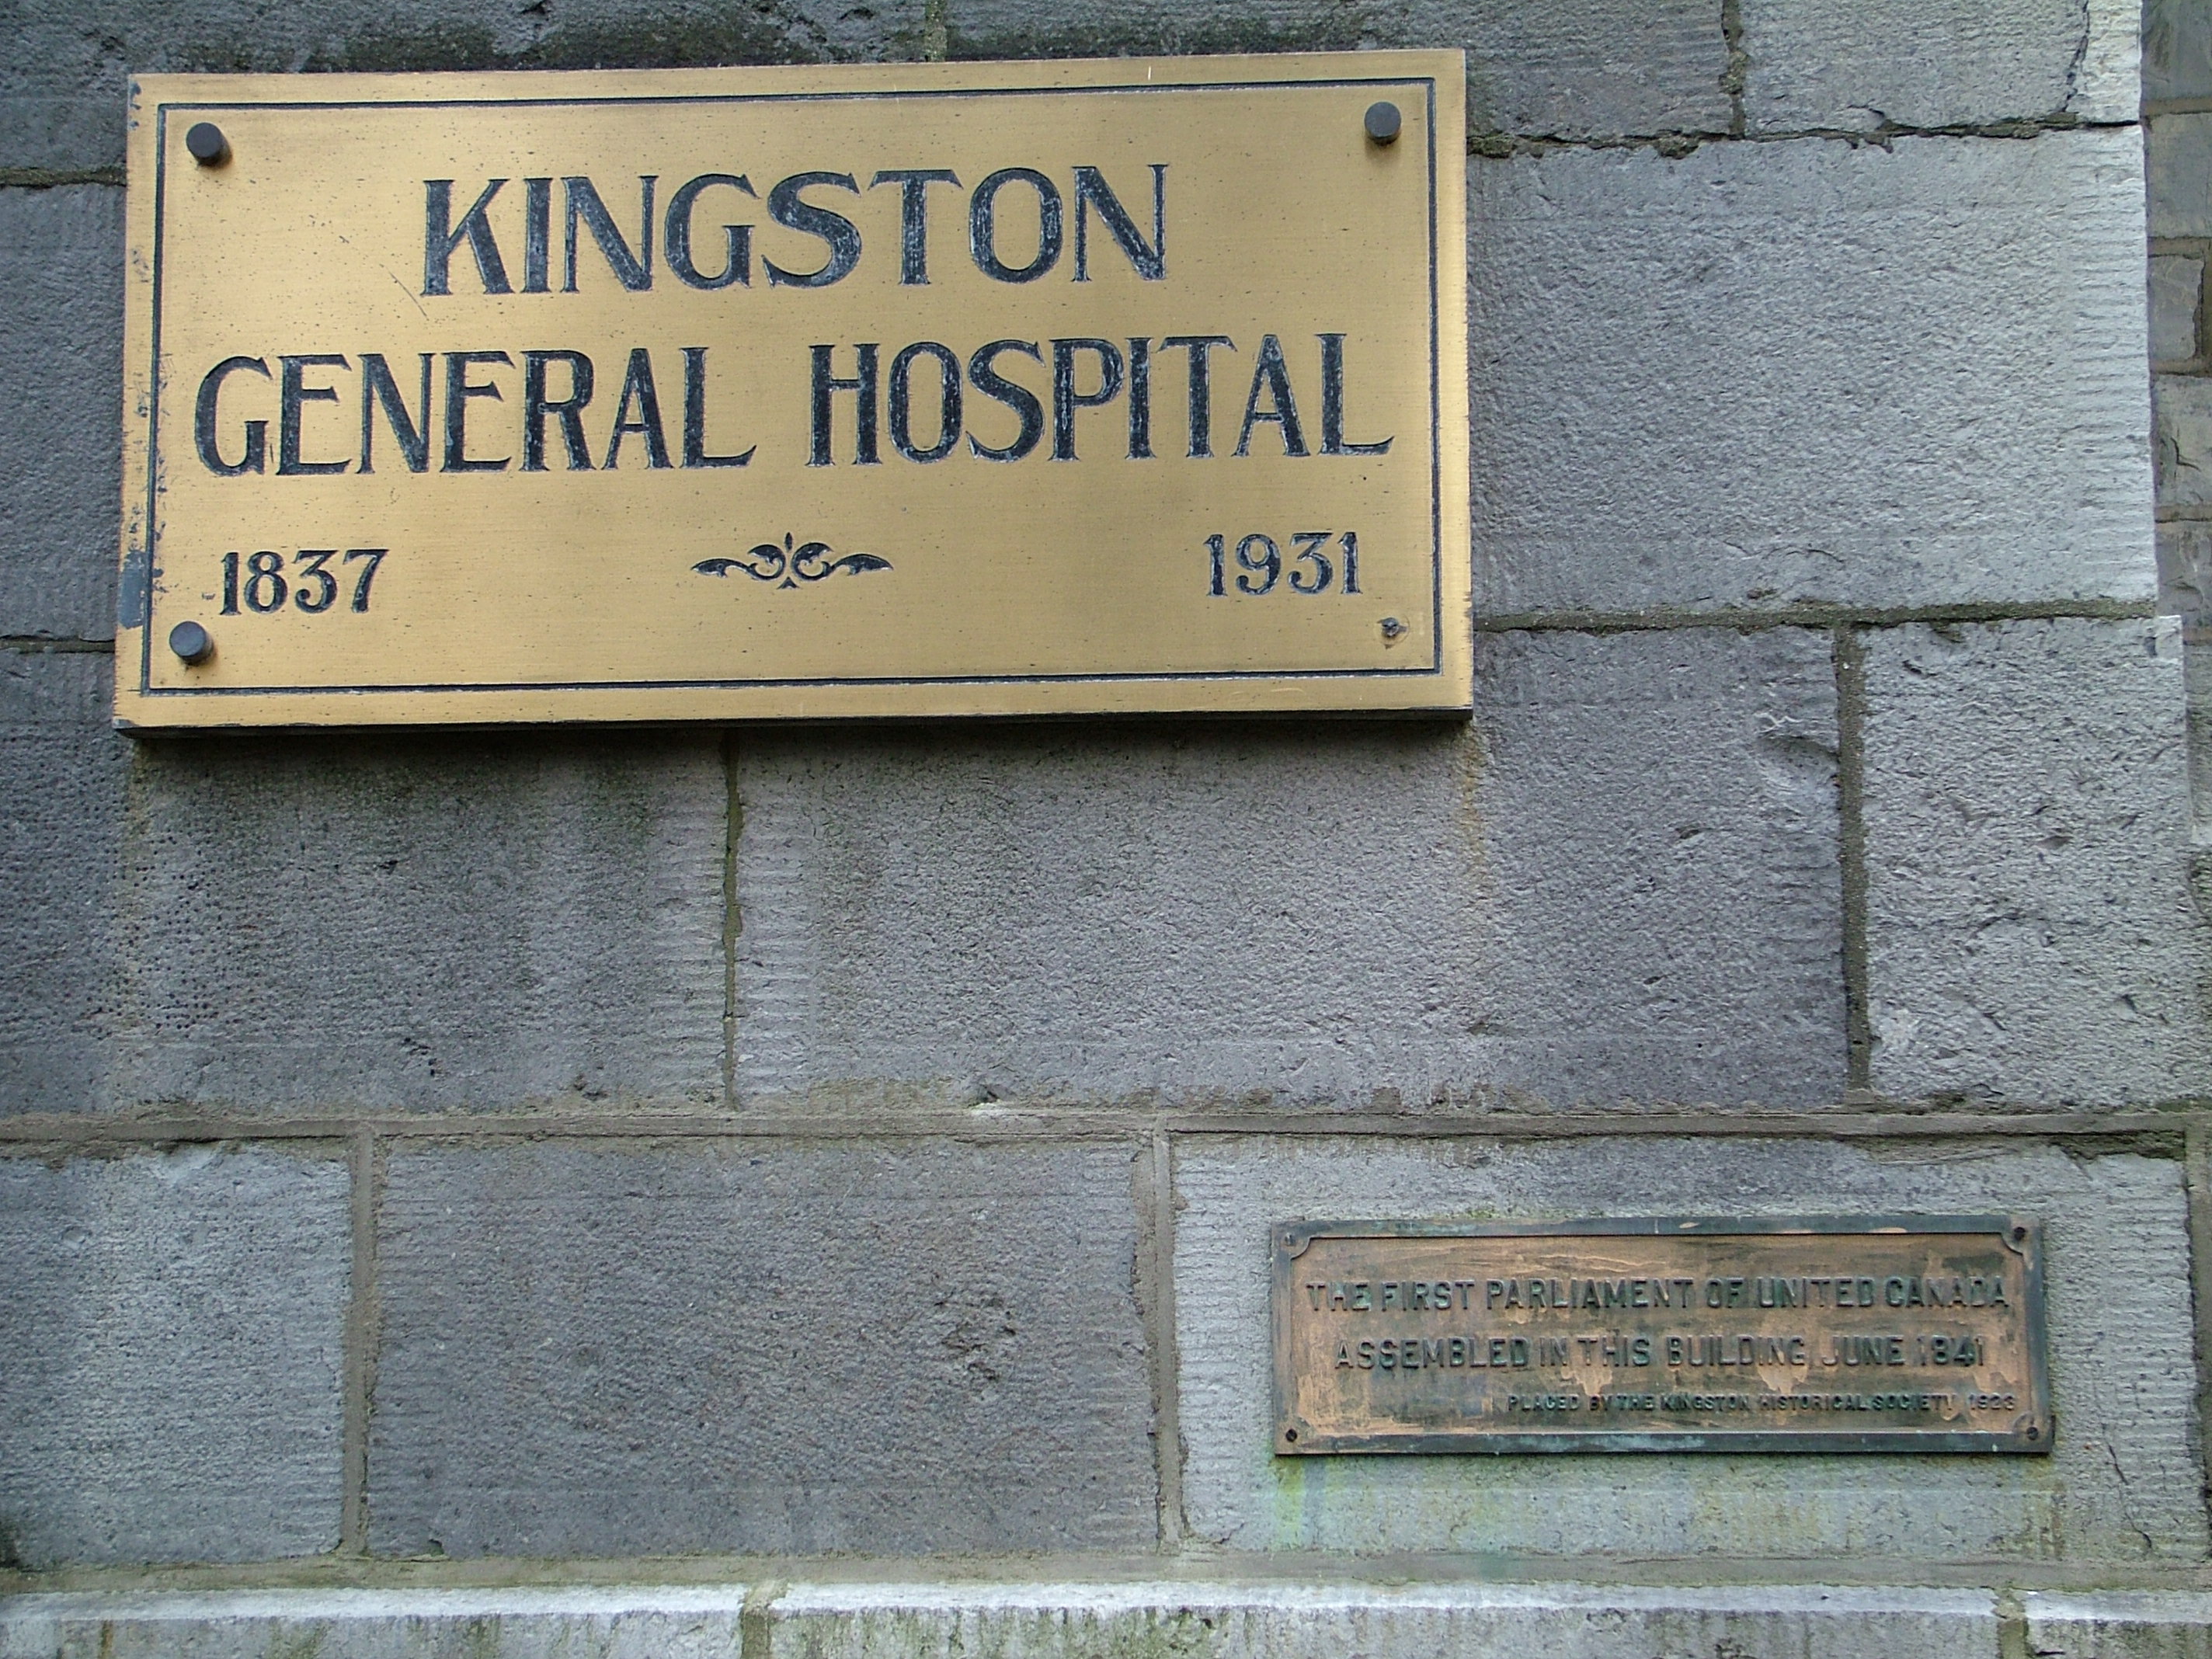 KINGSTON
GENERAL HOSPITAL
1837 1931
THE FIRST PARLIAMENT OF UNITED CANADA
ASSEMBLED IN THIS BUILDING, JUNE 1841
PLACED BY THE KINGSTON HISTORICAL SOCIETY 1923